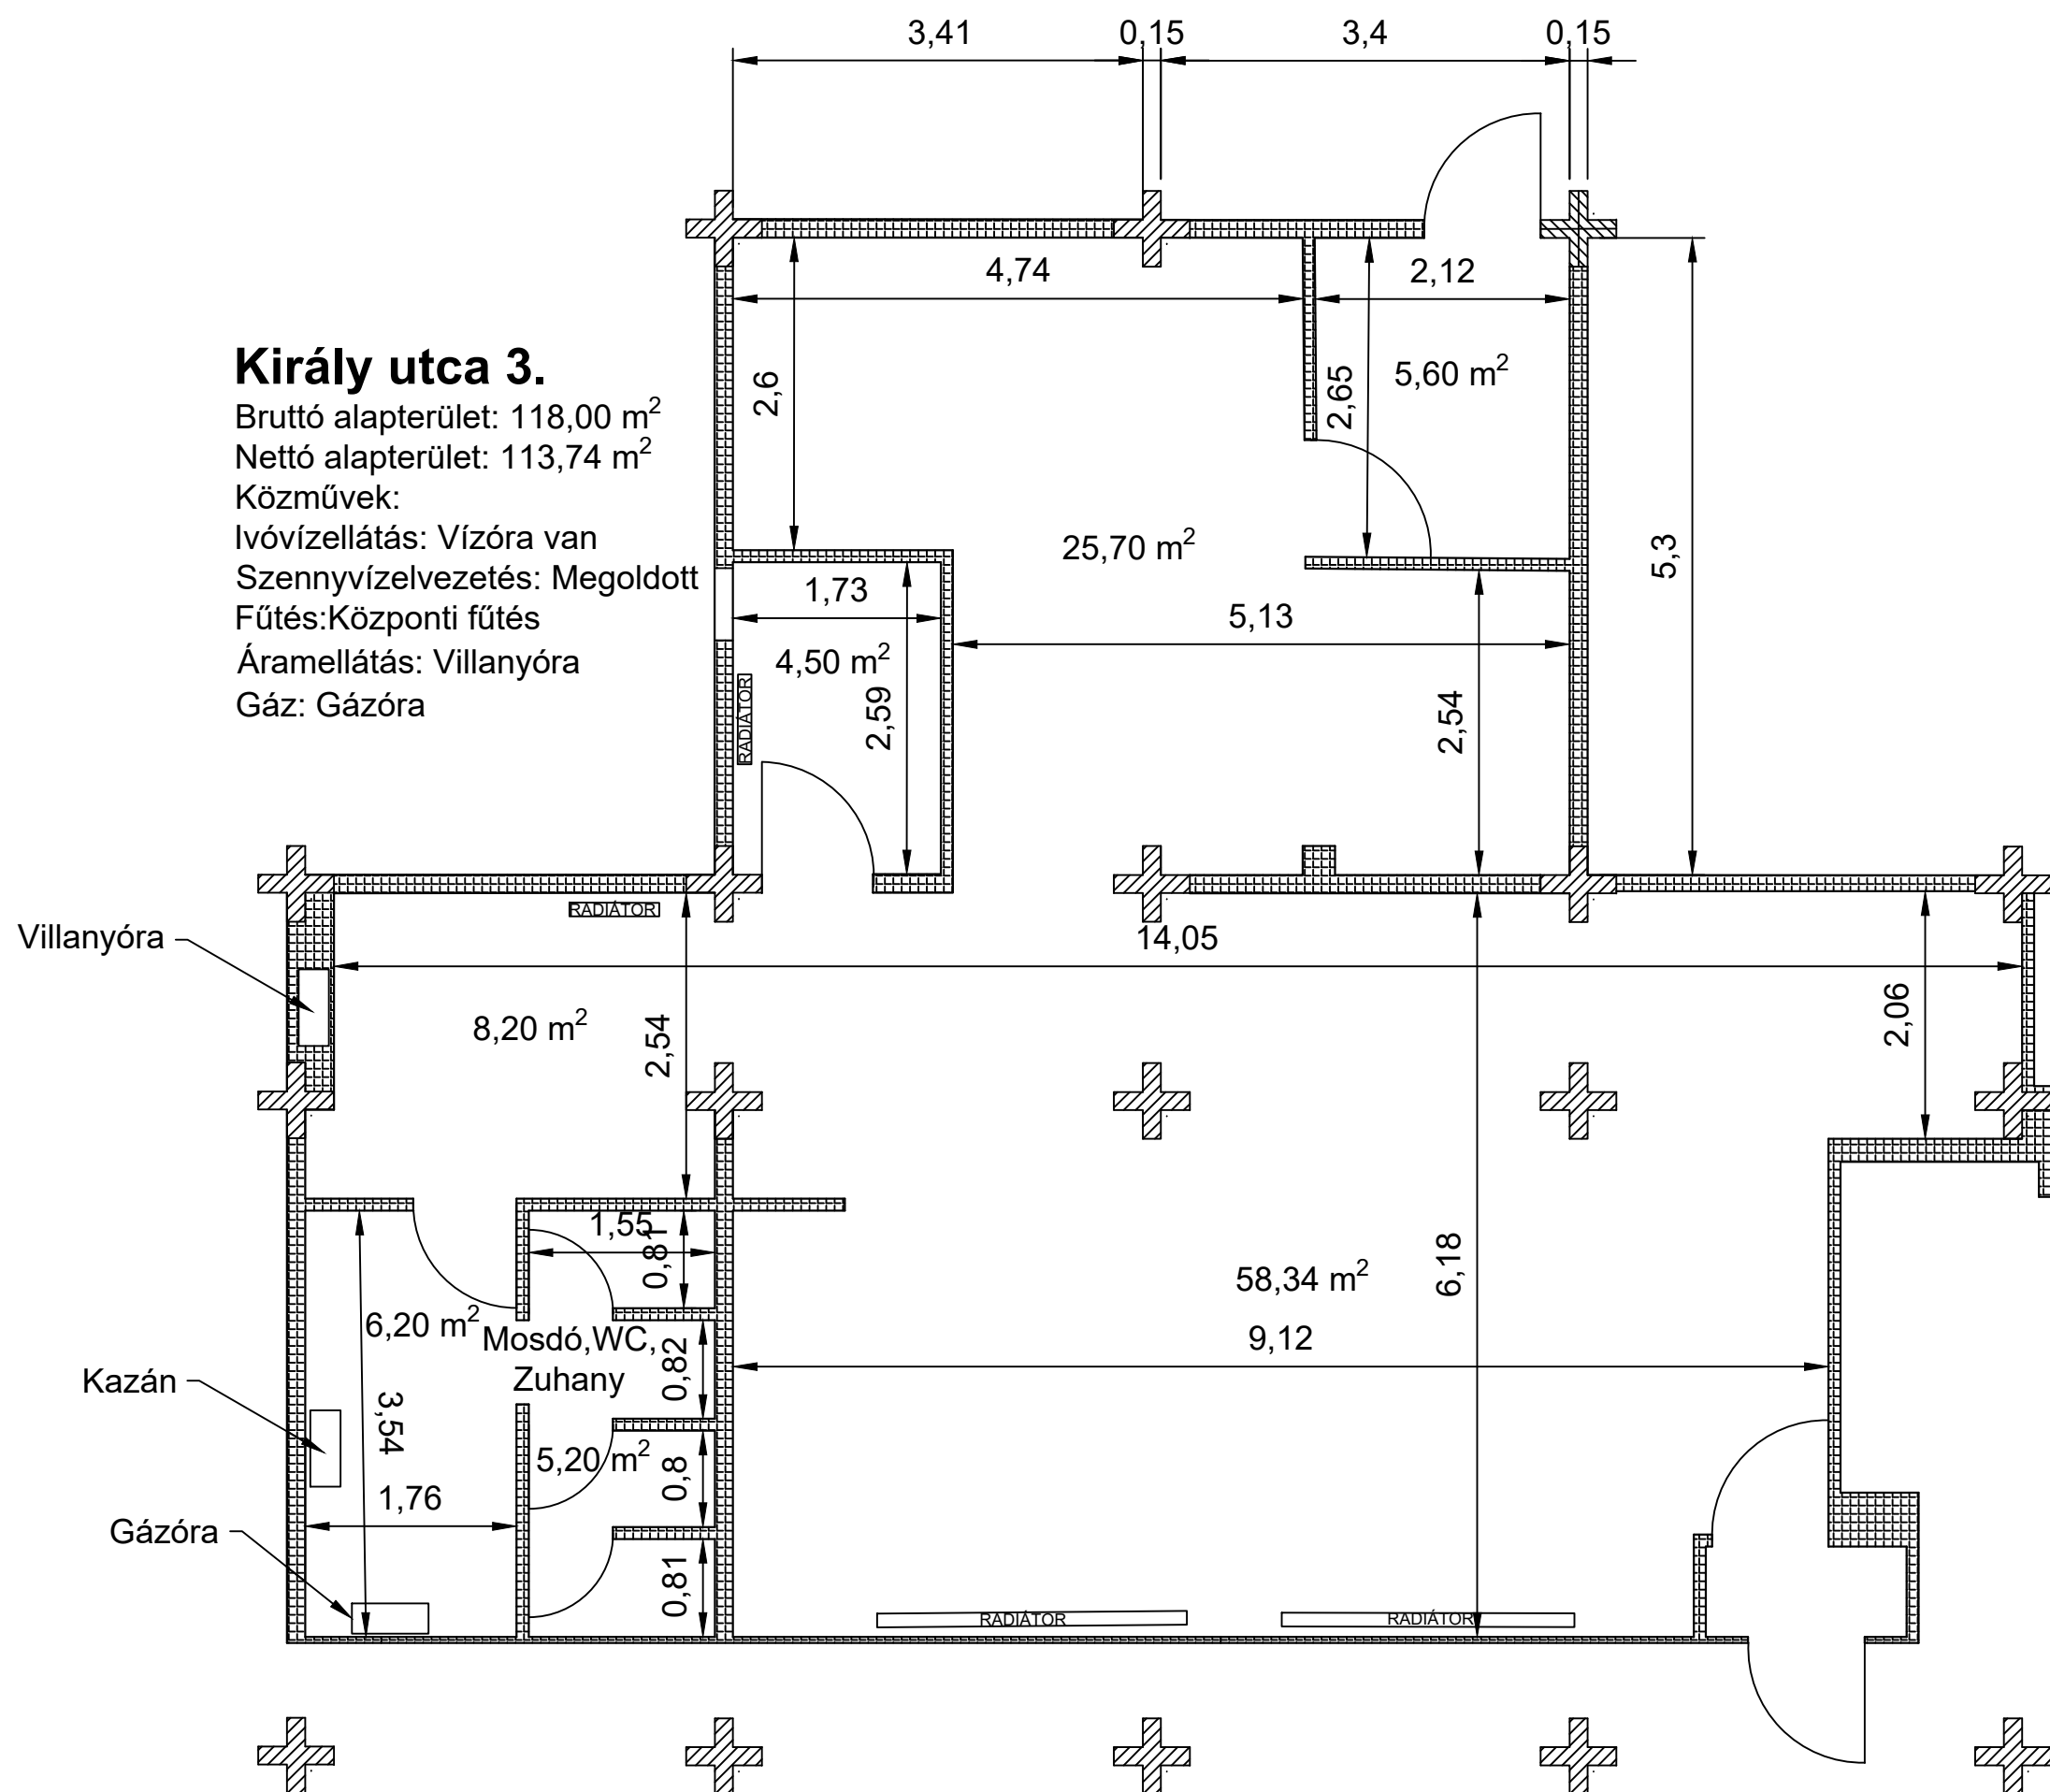 3,41 0,15 3,4 0,15
4,74 2,12
Király utca 3.
Bruttó alapterület: 118,00 m²
Nettó alapterület: 113,74 m²
Közművek:
Ivóvízellátás: Vízóra van
Szennyvízelvezetés: Megoldott
Fűtés:Központi fűtés
Áramellátás: Villanyóra
Gáz: Gázóra
2,6
2,65
5,60 m²
25,70 m²
5,3
1,73
5,13
4,50 m²
RADIÁTOR
2,59
2,54
RADIÁTOR
Villanyóra
14,05
8,20 m²
2,54
2,06
1,55
0,81
6,18
58,34 m²
6,20 m²
Mosdó,WC,
Zuhany
0,82
9,12
Kazán
3,54
5,20 m²
0,8
1,76
Gázóra
0,81
RADIÁTOR
RADIÁTOR